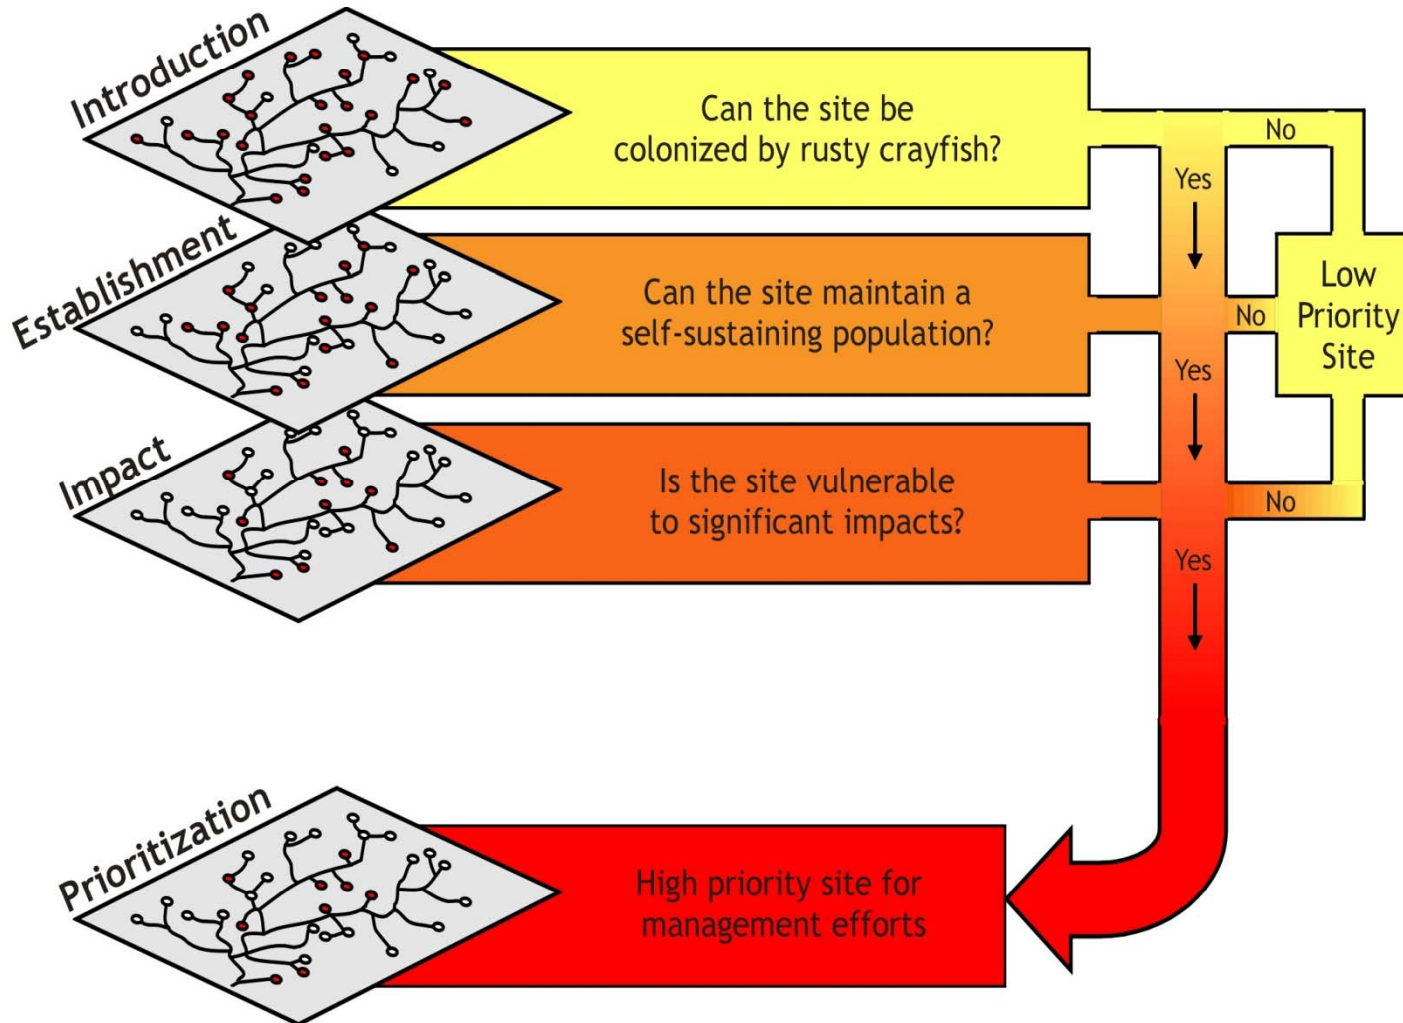 Introduction
Can the site be
colonized by rusty crayfish?
No
Yes
Establishment
Can the site maintain a
self-sustaining population?
No
Low
Priority
Site
Yes
Impact
Is the site vulnerable
to significant impacts?
No
Yes
Prioritization
High priority site for
management efforts